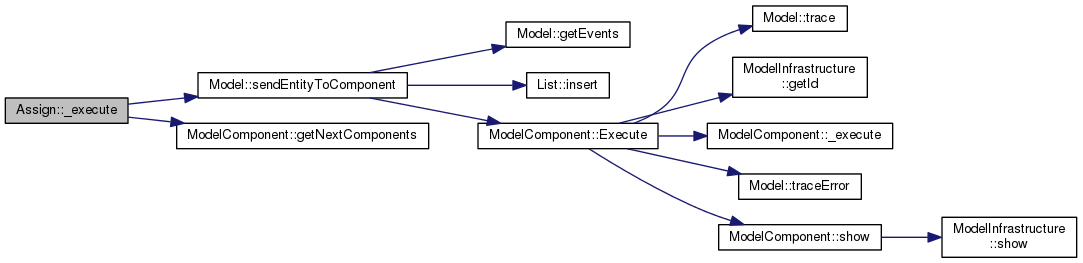 Assign::_execute
Model::sendEntityToComponent
ModelComponent::getNextComponents
Model::getEvents
List::insert
ModelComponent::Execute
Model::trace
ModelInfrastructure
::getId
ModelComponent::_execute
Model::traceError
ModelComponent::show
ModelInfrastructure
::show